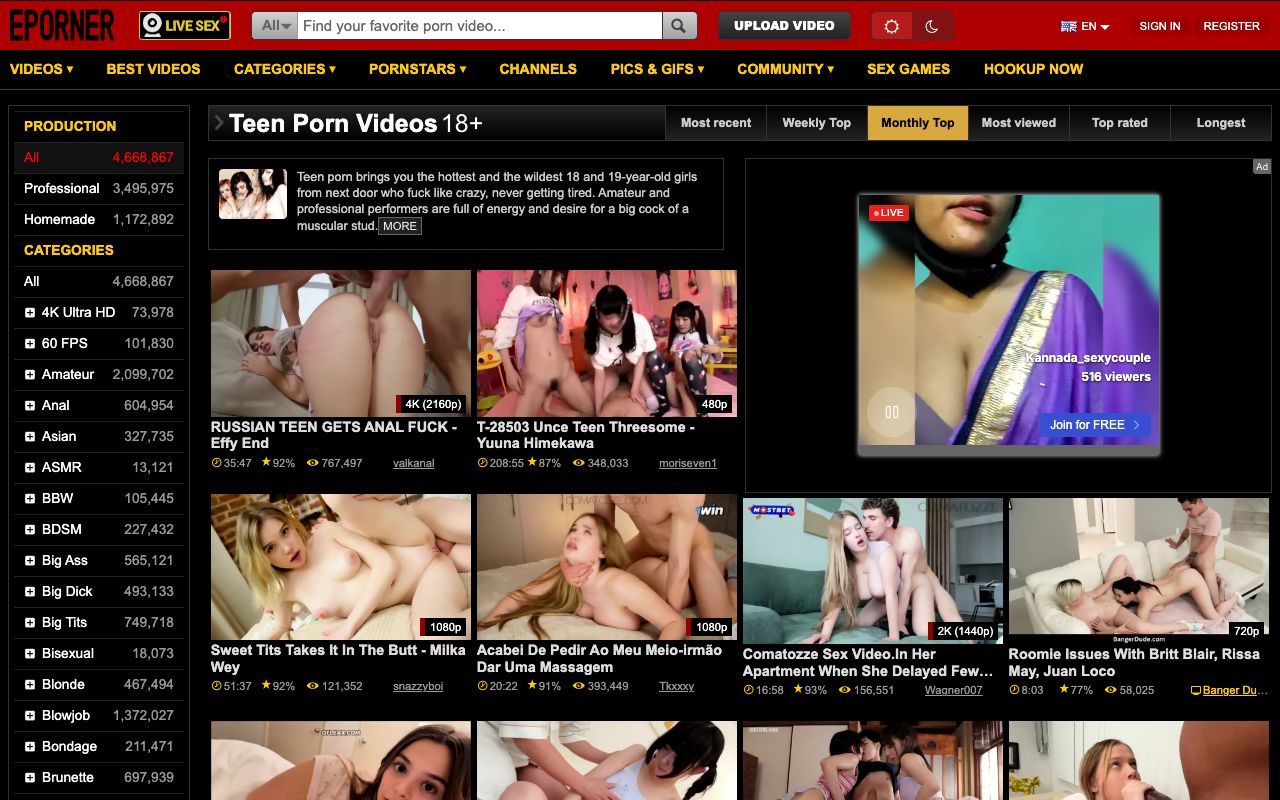 EPORNER
LIVE SEX
All
Find your favorite porn video...
UPLOAD VIDEO
EN
SIGN IN
REGISTER
VIDEOS
BEST VIDEOS
CATEGORIES
PORNSTARS
CHANNELS
PICS & GIFS
COMMUNITY
SEX GAMES
HOOKUP NOW
PRODUCTION
All 4,668,867
Professional 3,495,975
Homemade 1,172,892
CATEGORIES
All 4,668,867
4K Ultra HD 73,978
60 FPS 101,830
Amateur 2,099,702
Anal 604,954
Asian 327,735
ASMR 13,121
BBW 105,445
BDSM 227,432
Big Ass 565,121
Big Dick 493,133
Big Tits 749,718
Bisexual 18,073
Blonde 467,494
Blowjob 1,372,027
Bondage 211,471
Brunette 697,939
Teen Porn Videos 18+
Most recent
Weekly Top
Monthly Top
Most viewed
Top rated
Longest
Teen porn brings you the hottest and the wildest 18 and 19-year-old girls
from next door who fuck like crazy, never getting tired. Amateur and
professional performers are full of energy and desire for a big cock of a
muscular stud. MORE
Ad
LIVE
Kannada_sexycouple
516 viewers
Join for FREE
4K (2160p)
RUSSIAN TEEN GETS ANAL FUCK -
Effy End
35:47 92% 767,497 valkanal
480p
T-28503 Unce Teen Threesome -
Yuuna Himekawa
208:55 87% 348,033 moriseven1
1080p
Sweet Tits Takes It In The Butt - Milka
Wey
51:37 92% 121,352 snazzyboi
COMATOZZE.COM
1win
1080p
Acabei De Pedir Ao Meu Meio-irmão
Dar Uma Massagem
20:22 91% 393,449 Tkxxxy
MOSTBET
COMATOZZE
2K (1440p)
Comatozze Sex Video.In Her
Apartment When She Delayed Few...
16:58 93% 156,551 Wagner007
BangerDude.com
720p
Roomie Issues With Britt Blair, Rissa
May, Juan Loco
8:03 77% 58,025 Banger Du...